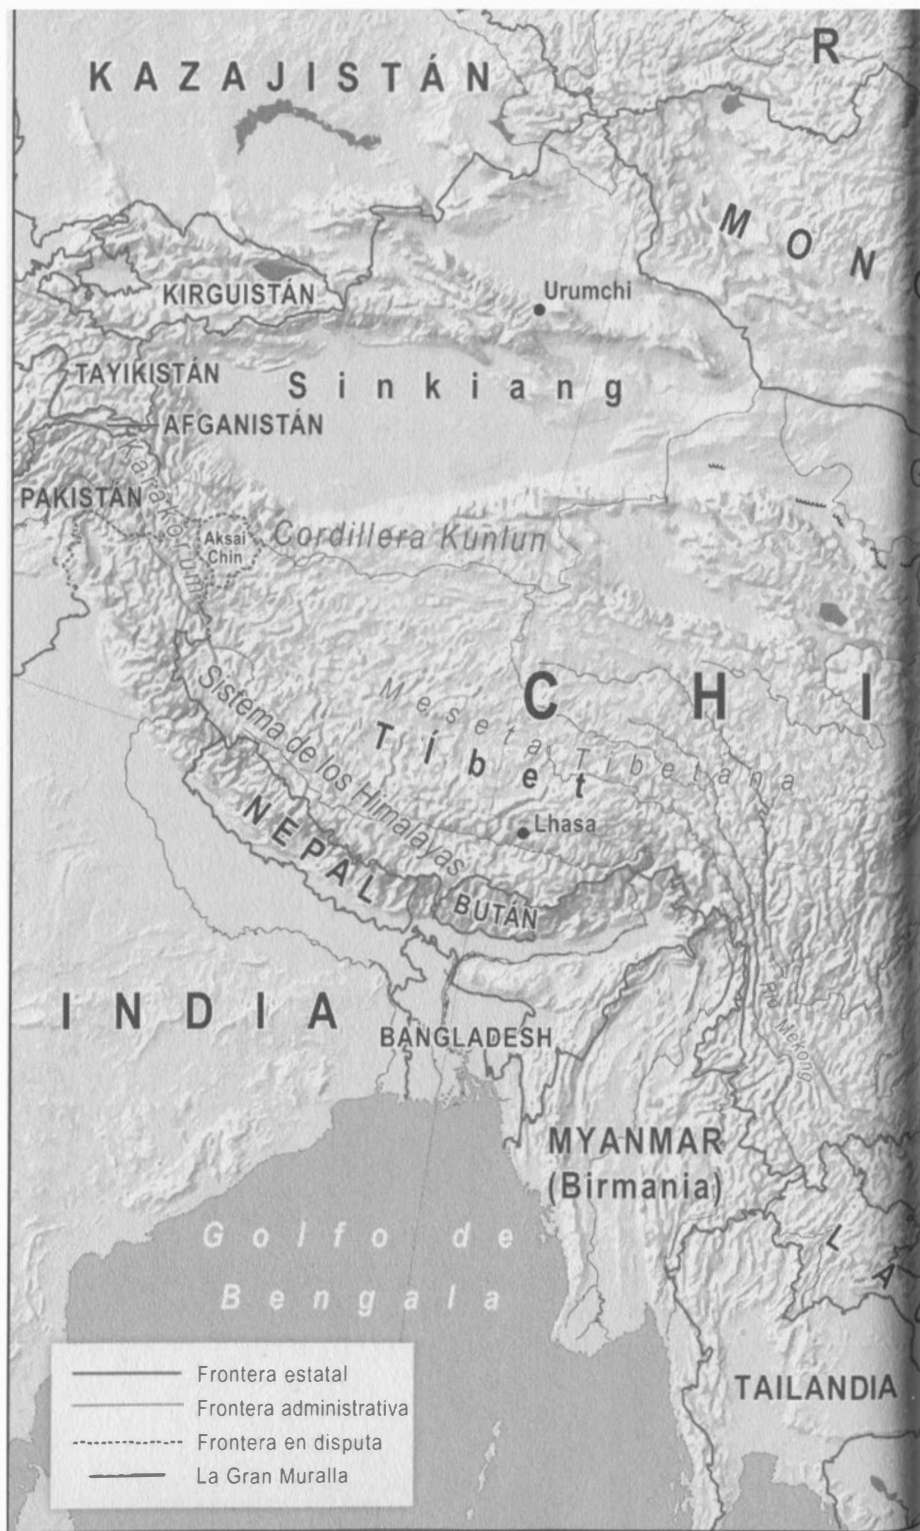 R
KAZAJISTÁN
MON
Urumchi
KIRGUISTÁN
TAYIKISTÁN
Sinkiang
AFGANISTÁN
Karakorum
PAKISTÁN
Aksai
Chin
Cordillera Kunlun
CHI
Sistema de los Himalayas
Meseta Tibetana
Tíbet
Lhasa
NEPAL
BUTÁN
INDIA
BANGLADESH
Río Mekong
MYANMAR
(Birmania)
Golfo de
Bengala
LA
TAILANDIA
Frontera estatal
Frontera administrativa
Frontera en disputa
La Gran Muralla